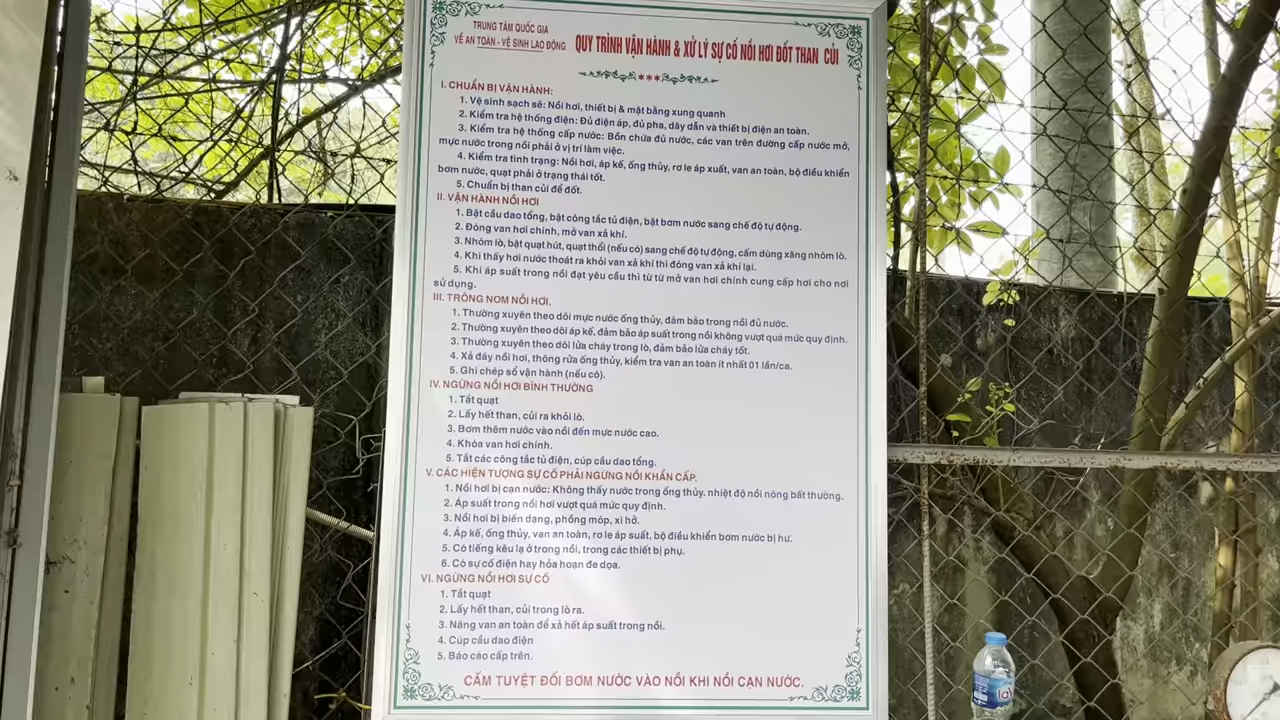 TRUNG TÂM QUỐC GIA
VỀ AN TOÀN - VỆ SINH LAO ĐỘNG
QUY TRÌNH VẬN HÀNH & XỬ LÝ SỰ CỐ NỒI HƠI ĐỐT THAN CỦI
***
I. CHUẨN BỊ VẬN HÀNH:
1. Vệ sinh sạch sẽ: Nồi hơi, thiết bị & mặt bằng xung quanh
2. Kiểm tra hệ thống điện: Đủ điện áp, đủ pha, dây dẫn và thiết bị điện an toàn.
3. Kiểm tra hệ thống cấp nước: Bồn chứa đủ nước, các van trên đường cấp nước mở,
mực nước trong nồi phải ở vị trí làm việc.
4. Kiểm tra tình trạng: Nồi hơi, áp kế, ống thủy, rơ le áp xuất, van an toàn, bộ điều khiển
bơm nước, quạt phải ở trạng thái tốt.
5. Chuẩn bị than củi để đốt.
II. VẬN HÀNH NỒI HƠI
1. Bật cầu dao tổng, bật công tắc tủ điện, bật bơm nước sang chế độ tự động.
2. Đóng van hơi chính, mở van xả khí.
3. Nhóm lò, bật quạt hút, quạt thổi (nếu có) sang chế độ tự động, cấm dùng xăng nhóm lò.
4. Khi thấy hơi nước thoát ra khỏi van xả khí thì đóng van xả khí lại.
5. Khi áp suất trong nồi đạt yêu cầu thì từ từ mở van hơi chính cung cấp hơi cho nơi
sử dụng.
III. TRÔNG NOM NỒI HƠI.
1. Thường xuyên theo dõi mực nước ống thủy, đảm bảo trong nồi đủ nước.
2. Thường xuyên theo dõi áp kế, đảm bảo áp suất trong nồi không vượt quá mức quy định.
3. Thường xuyên theo dõi lửa cháy trong lò, đảm bảo lửa cháy tốt.
4. Xả đáy nồi hơi, thông rửa ống thủy, kiểm tra van an toàn ít nhất 01 lần/ca.
5. Ghi chép sổ vận hành (nếu có).
IV. NGỪNG NỒI HƠI BÌNH THƯỜNG
1. Tắt quạt
2. Lấy hết than, củi ra khỏi lò.
3. Bơm thêm nước vào nồi đến mực nước cao.
4. Khóa van hơi chính.
5. Tắt các công tắc tủ điện, cúp cầu dao tổng.
V. CÁC HIỆN TƯỢNG SỰ CỐ PHẢI NGỪNG NỒI KHẨN CẤP.
1. Nồi hơi bị cạn nước: Không thấy nước trong ống thủy. nhiệt độ nồi nóng bất thường.
2. Áp suất trong nồi hơi vượt quá mức quy định.
3. Nồi hơi bị biến dạng, phồng móp, xì hở.
4. Áp kế, ống thủy, van an toàn, rơ le áp suất, bộ điều khiển bơm nước bị hư.
5. Có tiếng kêu lạ ở trong nồi, trong các thiết bị phụ.
6. Có sự cố điện hay hỏa hoạn đe dọa.
VI. NGỪNG NỒI HƠI SỰ CỐ
1. Tắt quạt
2. Lấy hết than, củi trong lò ra.
3. Nâng van an toàn để xả hết áp suất trong nồi.
4. Cúp cầu dao điện
5. Báo cáo cấp trên.
CẤM TUYỆT ĐỐI BƠM NƯỚC VÀO NỒI KHI NỒI CẠN NƯỚC.